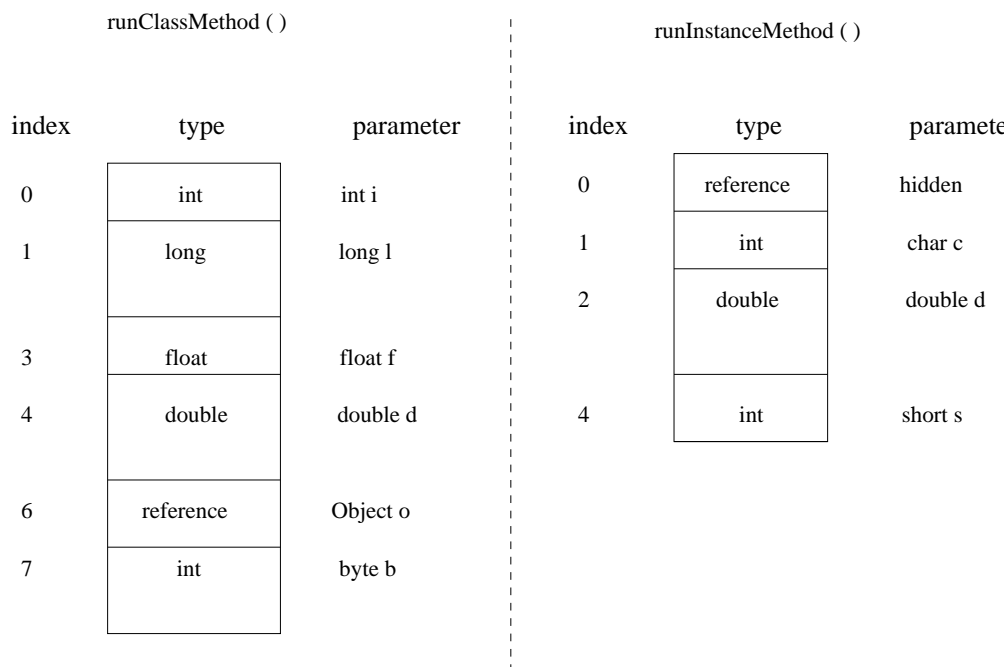 runClassMethod ( )
index type parameter
0 int int i
1 long long l
3 float float f
4 double double d
6 reference Object o
7 int byte b
runInstanceMethod ( )
index type paramete
0 reference hidden
1 int char c
2 double double d
4 int short s